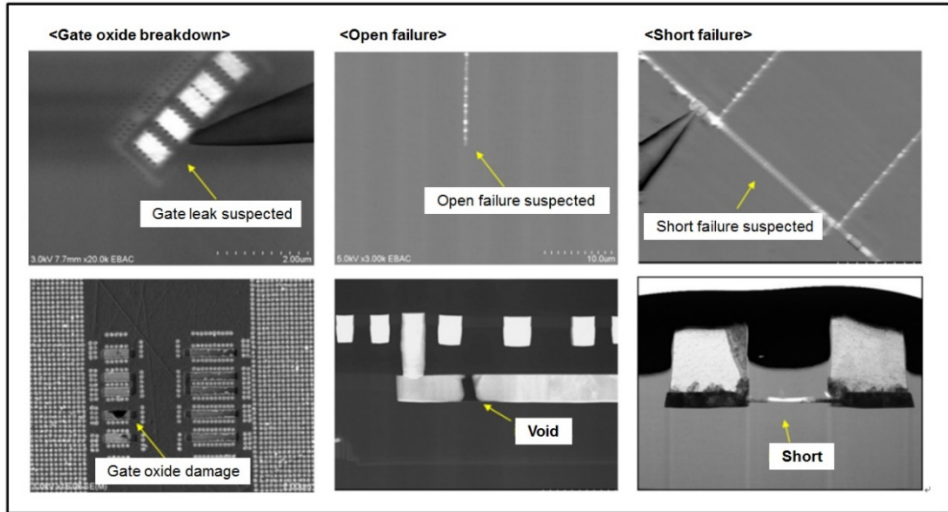 <Gate oxide breakdown>
<Open failure>
<Short failure>
Gate leak suspected
3.0kV 7.7mm x20.0k EBAC
2.00um
Open failure suspected
5.0kV x3.00k EBAC
10.0um
Short failure suspected
Gate oxide damage
Void
Short